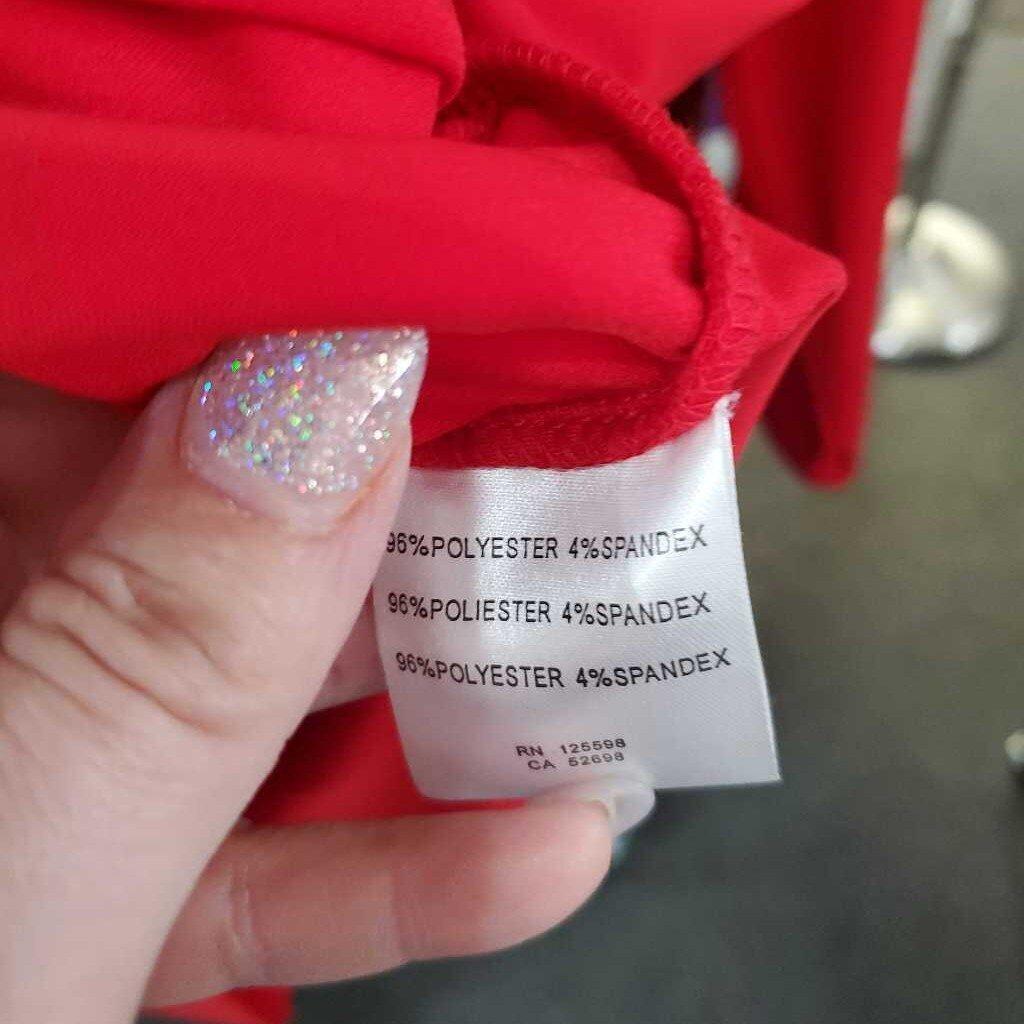 96%POLYESTER 4%SPANDEX
96%POLIESTER 4%SPANDEX
96%POLYESTER 4%SPANDEX
RN 125598
CA 52698